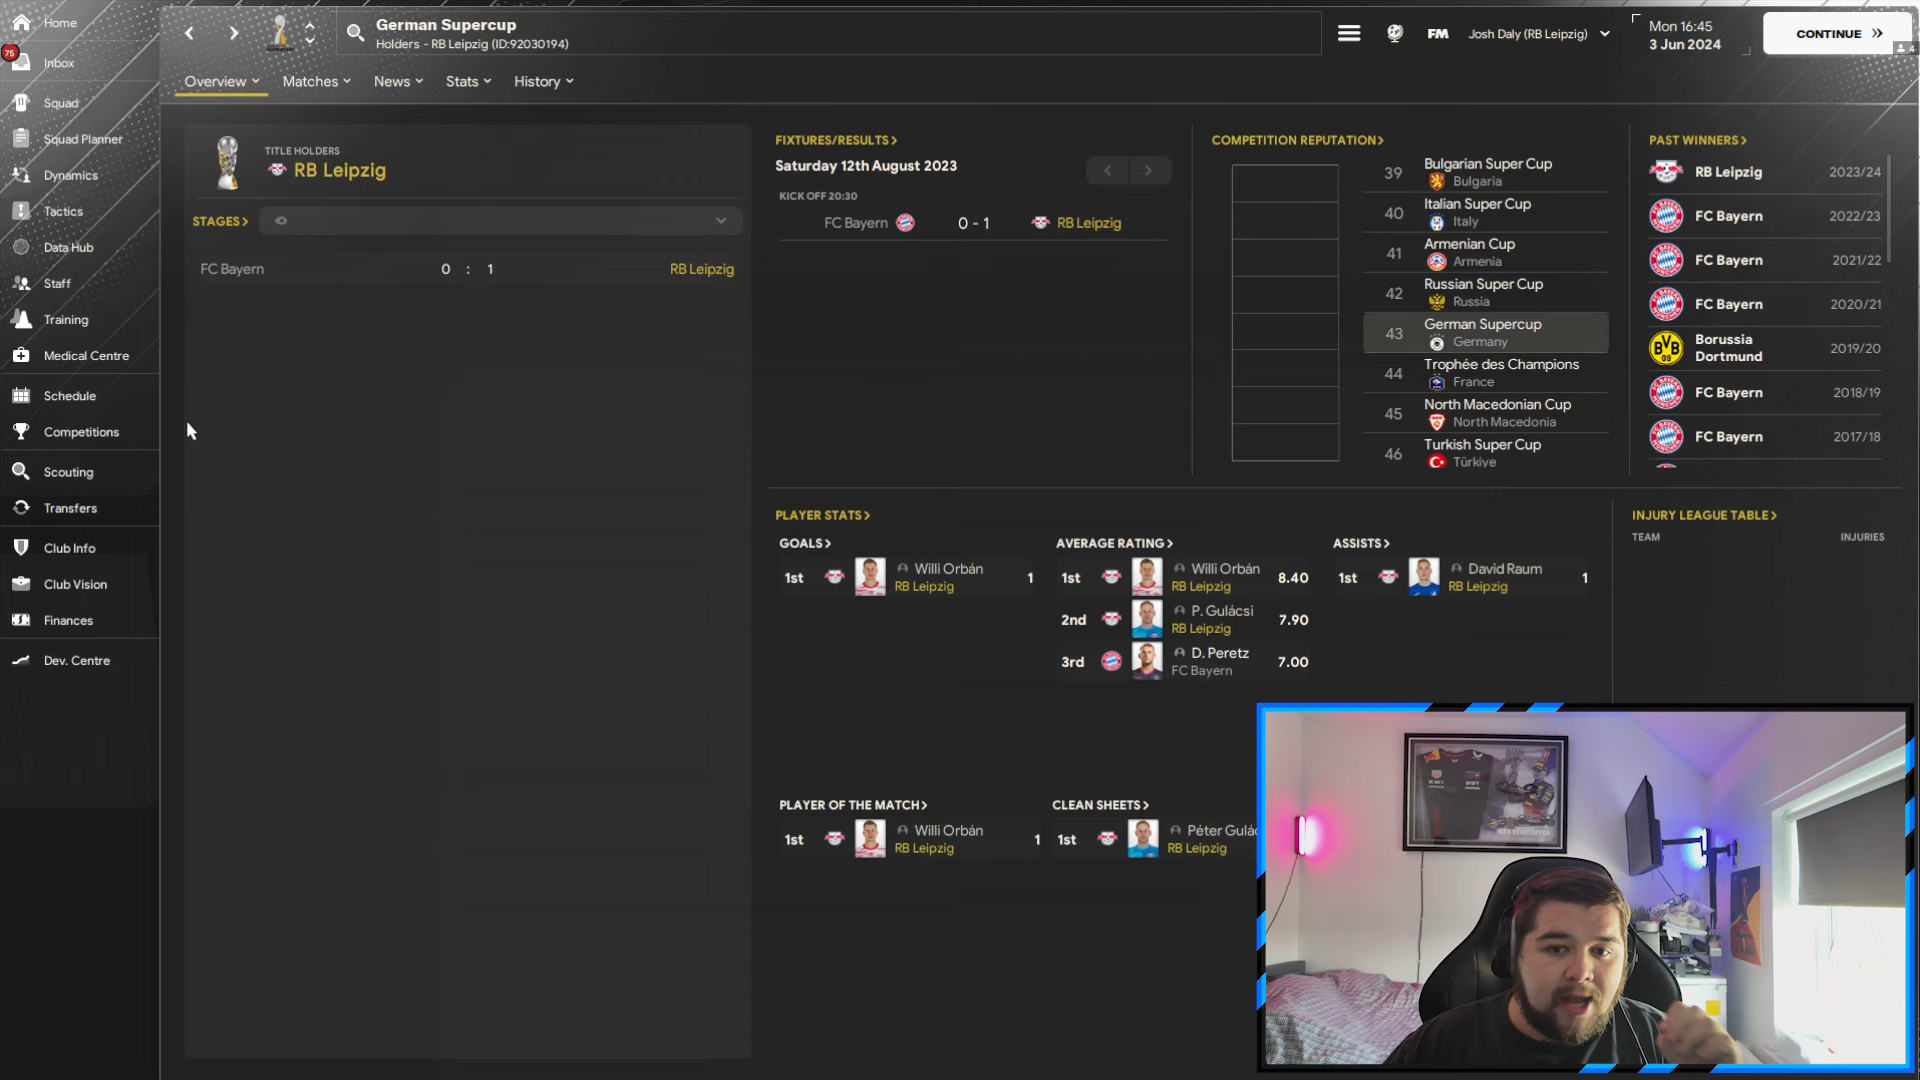 Home
75
Inbox
Squad
Squad Planner
Dynamics
Tactics
Data Hub
Staff
Training
Medical Centre
Schedule
Competitions
Scouting
Transfers
Club Info
Club Vision
Finances
Dev. Centre
German Supercup
Holders - RB Leipzig (ID:92030194)
FM
Josh Daly (RB Leipzig)
Mon 16:45
3 Jun 2024
CONTINUE
4
Overview
Matches
News
Stats
History
TITLE HOLDERS
RB Leipzig
STAGES>
FC Bayern 0 : 1 RB Leipzig
FIXTURES/RESULTS>
Saturday 12th August 2023
KICK OFF 20:30
FC Bayern 0 - 1 RB Leipzig
COMPETITION REPUTATION>
39 Bulgarian Super Cup
Bulgaria
40 Italian Super Cup
Italy
41 Armenian Cup
Armenia
42 Russian Super Cup
Russia
43 German Supercup
Germany
44 Trophée des Champions
France
45 North Macedonian Cup
North Macedonia
46 Turkish Super Cup
Türkiye
PAST WINNERS>
RB Leipzig 2023/24
FC Bayern 2022/23
FC Bayern 2021/22
FC Bayern 2020/21
Borussia
Dortmund 2019/20
FC Bayern 2018/19
FC Bayern 2017/18
PLAYER STATS>
GOALS>
1st Willi Orbán 1
RB Leipzig
AVERAGE RATING>
1st Willi Orbán 8.40
RB Leipzig
2nd P. Gulácsi 7.90
RB Leipzig
3rd D. Peretz 7.00
FC Bayern
ASSISTS>
1st David Raum 1
RB Leipzig
INJURY LEAGUE TABLE>
TEAM INJURIES
PLAYER OF THE MATCH>
1st Willi Orbán 1
RB Leipzig
CLEAN SHEETS>
1st Péter Gulác
RB Leipzig